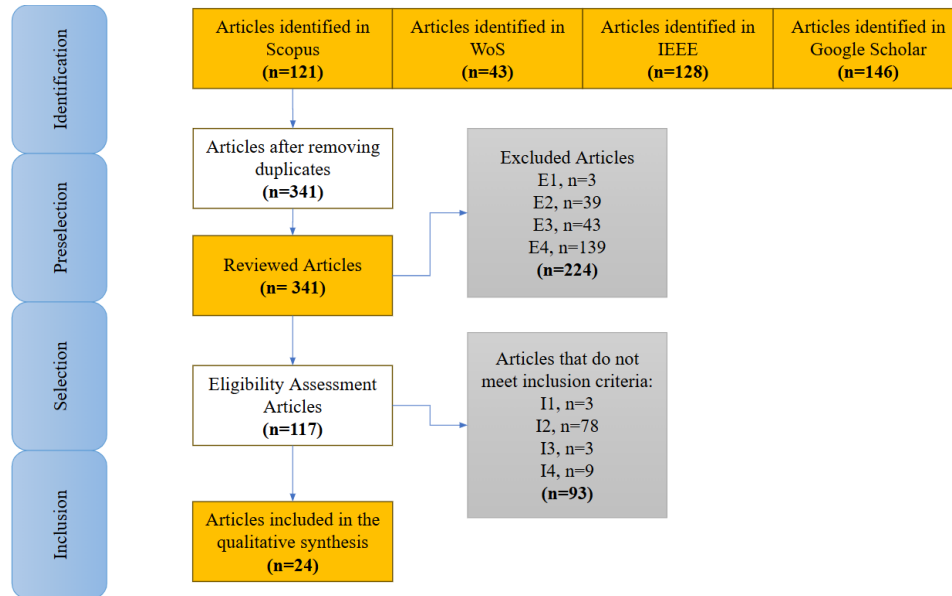 Identification
Preselection
Selection
Inclusion
Articles identified in
Scopus
(n=121)
Articles identified in
WoS
(n=43)
Articles identified in
IEEE
(n=128)
Articles identified in
Google Scholar
(n=146)
Articles after removing
duplicates
(n=341)
Reviewed Articles
(n= 341)
Excluded Articles
E1, n=3
E2, n=39
E3, n=43
E4, n=139
(n=224)
Eligibility Assessment
Articles
(n=117)
Articles that do not
meet inclusion criteria:
I1, n=3
I2, n=78
I3, n=3
I4, n=9
(n=93)
Articles included in the
qualitative synthesis
(n=24)